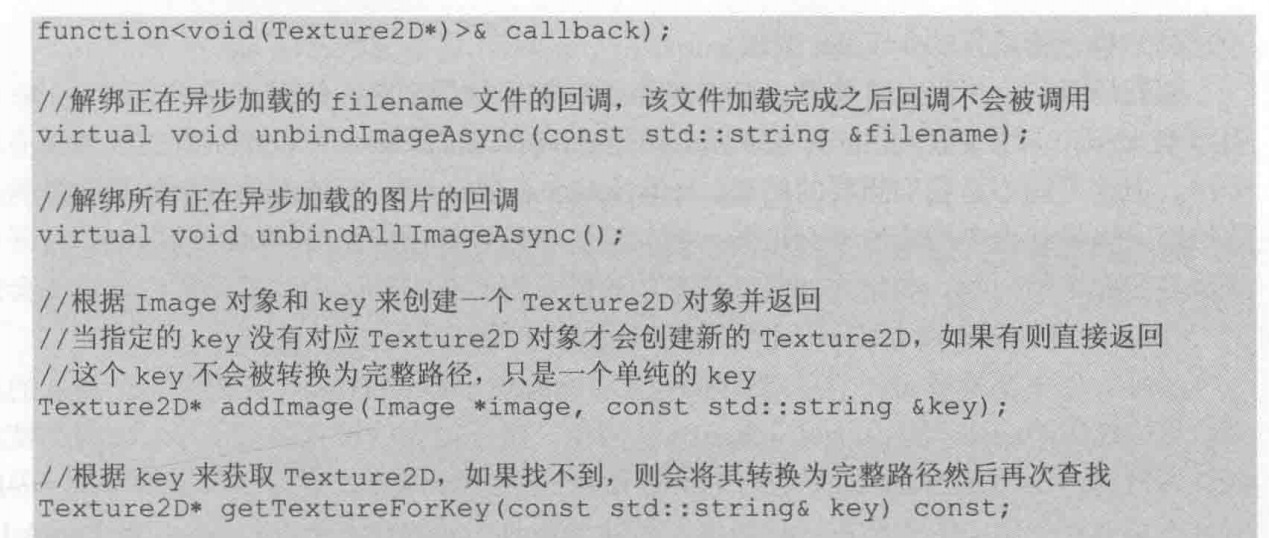 function<void(Texture2D*)>& callback);
//解绑正在异步加载的 filename 文件的回调，该文件加载完成之后回调不会被调用
virtual void unbindImageAsync(const std::string &filename);
//解绑所有正在异步加载的图片的回调
virtual void unbindAllImageAsync();
//根据 Image 对象和 key 来创建一个 Texture2D 对象并返回
//当指定的 key 没有对应 Texture2D 对象才会创建新的 Texture2D，如果有则直接返回
//这个 key 不会被转换为完整路径，只是一个单纯的 key
Texture2D* addImage(Image *image, const std::string &key);
//根据 key 来获取 Texture2D，如果找不到，则会将其转换为完整路径然后再次查找
Texture2D* getTextureForKey(const std::string& key) const;